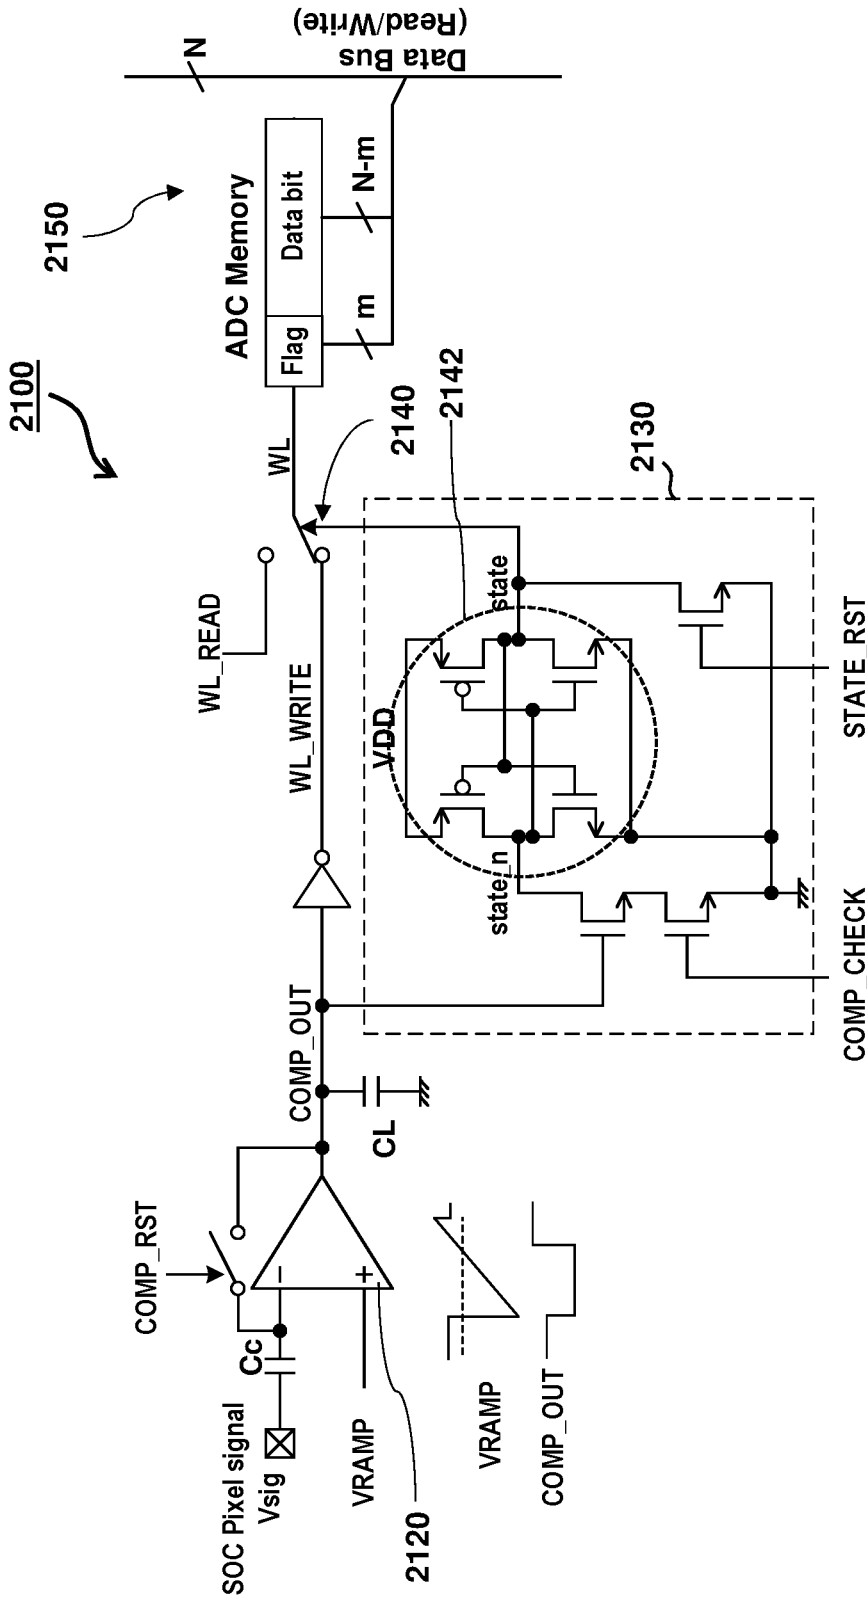 2100
2150
ADC Memory
Flag
Data bit
m
N-m
N
Data Bus
(Read/Write)
WL
2140
2142
WL_READ
WL_WRITE
COMP_OUT
COMP_RST
Cc
SOC Pixel signal
Vsig
VRAMP
2120
−
+
CL
VRAMP
COMP_OUT
2130
VDD
state
state_n
COMP_CHECK
STATE_RST